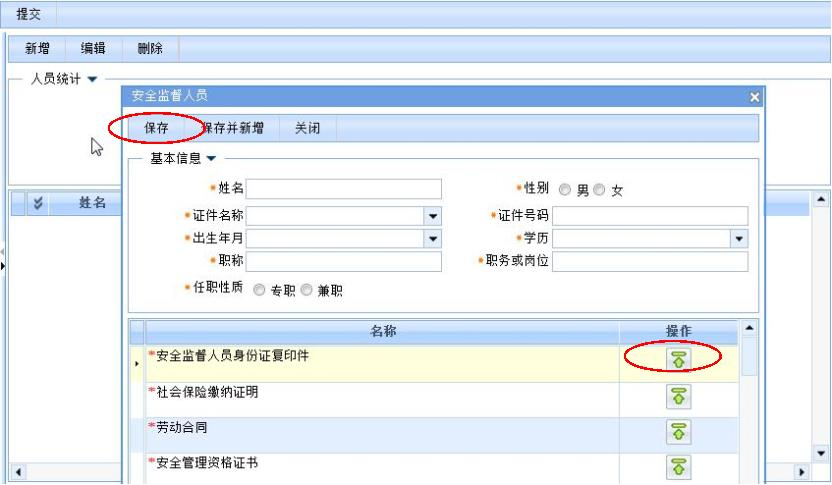 提交
新增 编辑 删除
人员统计
安全监督人员
保存 保存并新增 关闭
基本信息
*姓名 *性别 男 女
*证件名称 *证件号码
*出生年月 *学历
*职称 *职务或岗位
*任职性质 专职 兼职
姓名
名称 操作
*安全监督人员身份证复印件
*社会保险缴纳证明
*劳动合同
*安全管理资格证书